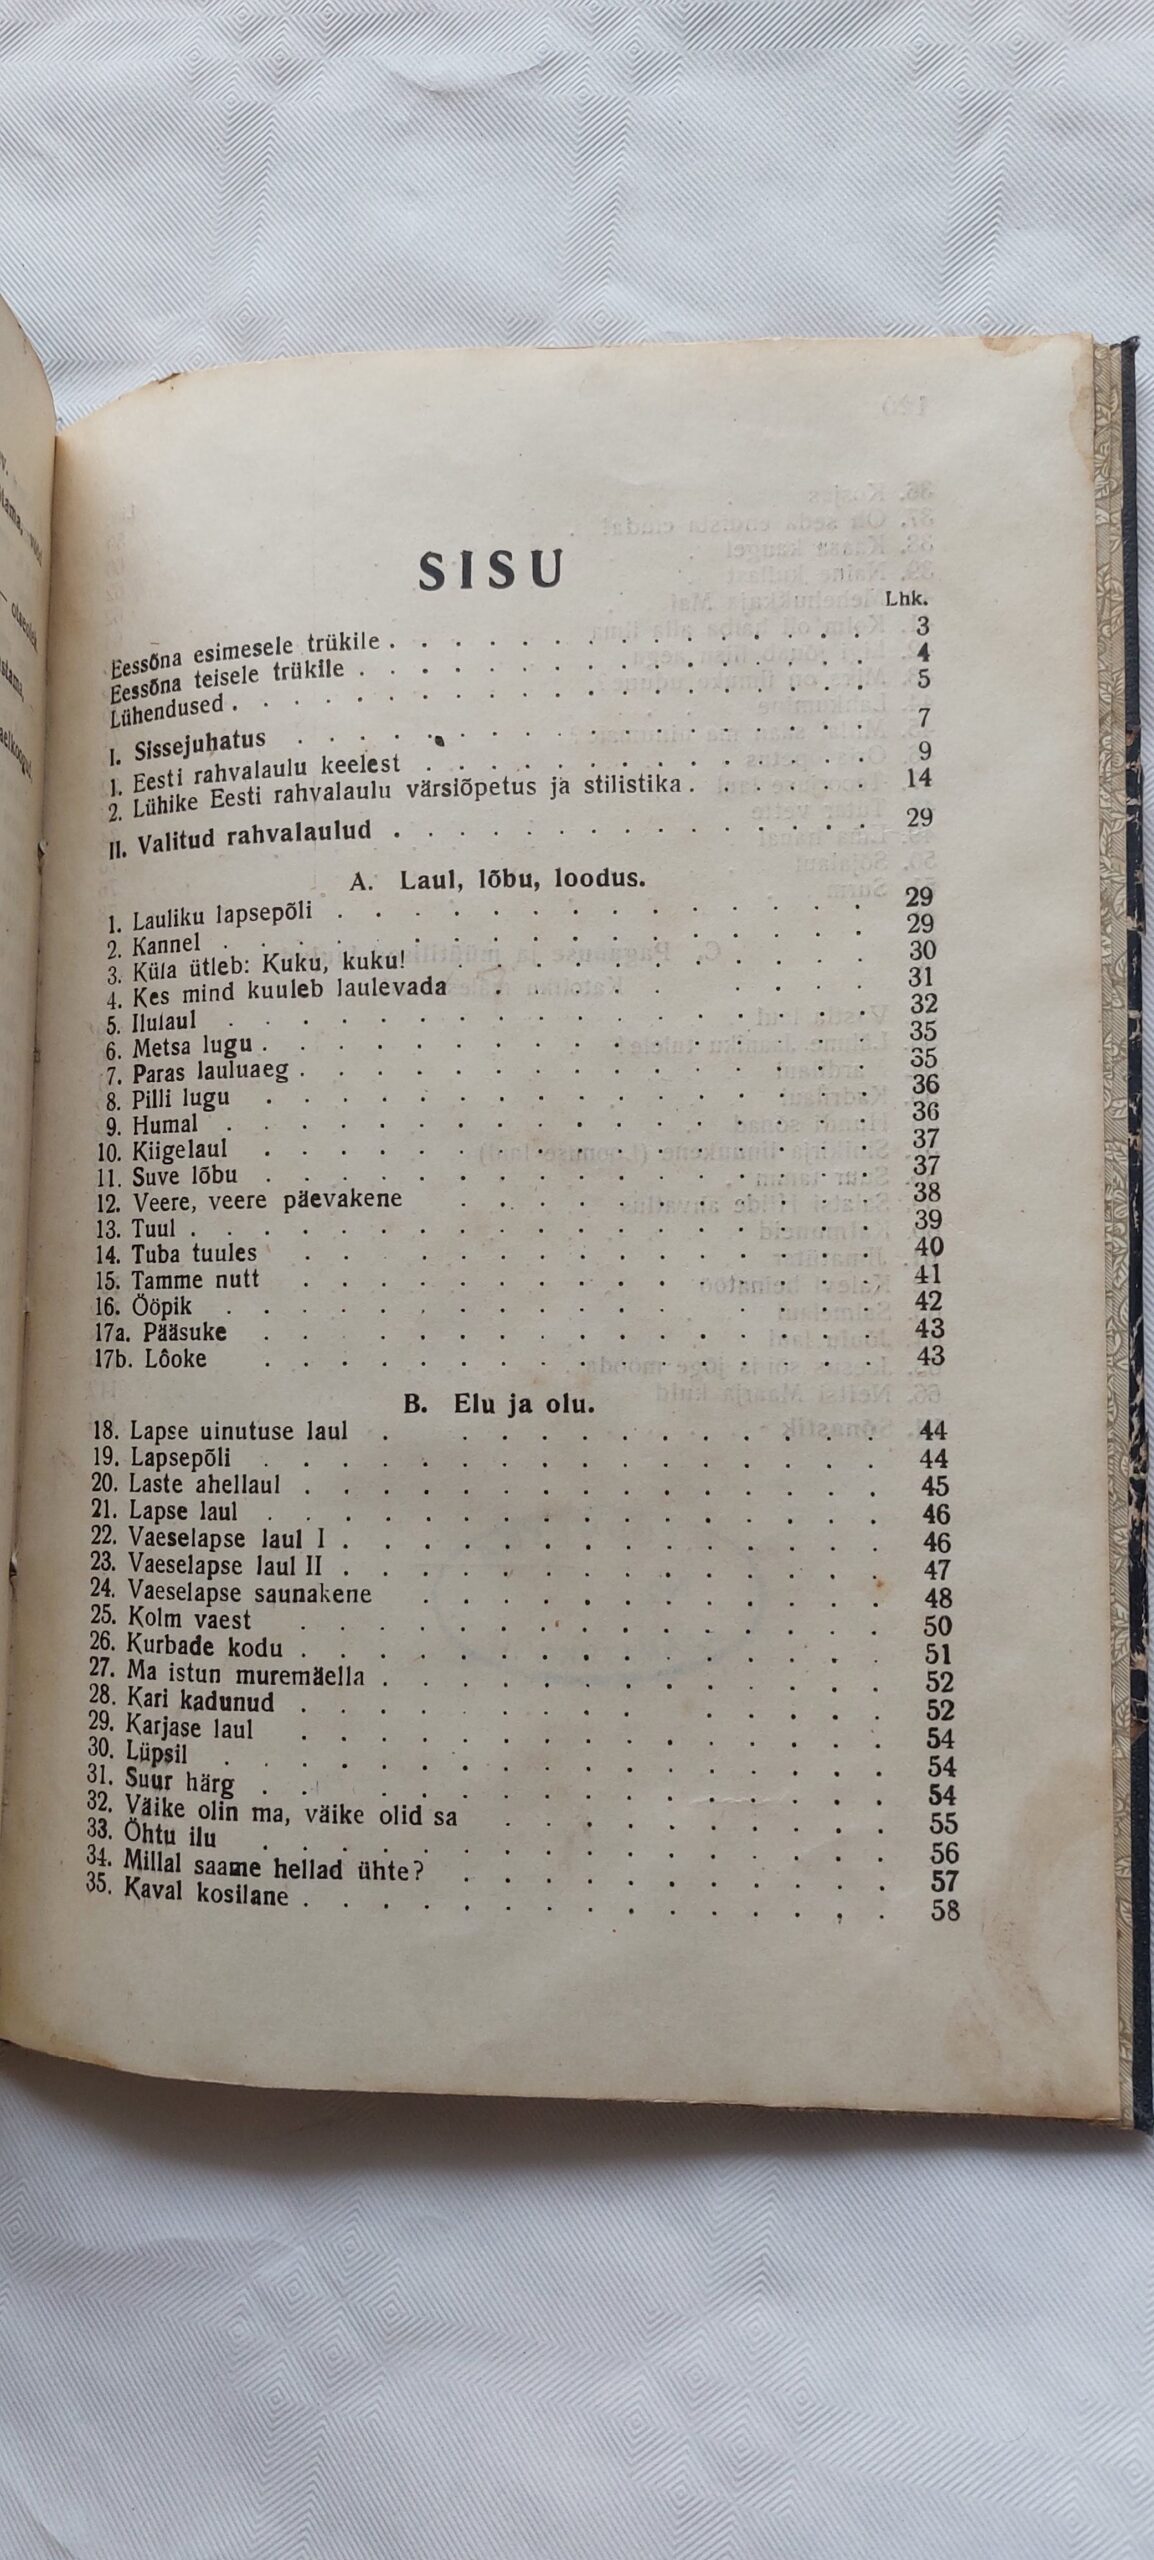 SISU
Lhk.
Eessõna esimesele trükile . . . . . . . . . . . . . 3
Eessõna teisele trükile . . . . . . . . . . . . . . 4
Lühendused . . . . . . . . . . . . . . . . . 5
I. Sissejuhatus . . . . . . . . . . . . . . . 7
1. Eesti rahvalaulu keelest . . . . . . . . . . . . 9
2. Lühike Eesti rahvalaulu värsiõpetus ja stilistika . . . . . 14
II. Valitud rahvalaulud . . . . . . . . . . . . . 29
A. Laul, lõbu, loodus.
1. Lauliku lapsepõli . . . . . . . . . . . . . . 29
2. Kannel . . . . . . . . . . . . . . . . . 29
3. Küla ütleb: Kuku, kuku! . . . . . . . . . . . 30
4. Kes mind kuuleb laulevada . . . . . . . . . 31
5. Ilulaul . . . . . . . . . . . . . . . . . 32
6. Metsa lugu . . . . . . . . . . . . . . . . 35
7. Paras lauluaeg . . . . . . . . . . . . . . . 35
8. Pilli lugu . . . . . . . . . . . . . . . . 36
9. Humal . . . . . . . . . . . . . . . . . 36
10. Kiigelaul . . . . . . . . . . . . . . . . 37
11. Suve lõbu . . . . . . . . . . . . . . . . 37
12. Veere, veere päevakene . . . . . . . . . . . 38
13. Tuul . . . . . . . . . . . . . . . . . . 39
14. Tuba tuules . . . . . . . . . . . . . . . 40
15. Tamme nutt . . . . . . . . . . . . . . . 41
16. Ööpik . . . . . . . . . . . . . . . . . 42
17a. Pääsuke . . . . . . . . . . . . . . . . 43
17b. Lôoke . . . . . . . . . . . . . . . . 43
B. Elu ja olu.
18. Lapse uinutuse laul . . . . . . . . . . . . . 44
19. Lapsepõli . . . . . . . . . . . . . . . . 44
20. Laste ahellaul . . . . . . . . . . . . . . . 45
21. Lapse laul . . . . . . . . . . . . . . . . 46
22. Vaeselapse laul I . . . . . . . . . . . . . . 46
23. Vaeselapse laul II . . . . . . . . . . . . . . 47
24. Vaeselapse saunakene . . . . . . . . . . . . 48
25. Kolm vaest . . . . . . . . . . . . . . . 50
26. Kurbade kodu . . . . . . . . . . . . . . . 51
27. Ma istun muremäella . . . . . . . . . . . . . 52
28. Kari kadunud . . . . . . . . . . . . . . 52
29. Karjase laul . . . . . . . . . . . . . . . 54
30. Lüpsil . . . . . . . . . . . . . . . . . 54
31. Suur härg . . . . . . . . . . . . . . . . 54
32. Väike olin ma, väike olid sa . . . . . . . . . . 55
33. Õhtu ilu . . . . . . . . . . . . . . . . 56
34. Millal saame hellad ühte? . . . . . . . . . . . 57
35. Kaval kosilane . . . . . . . . . . . . . . . 58